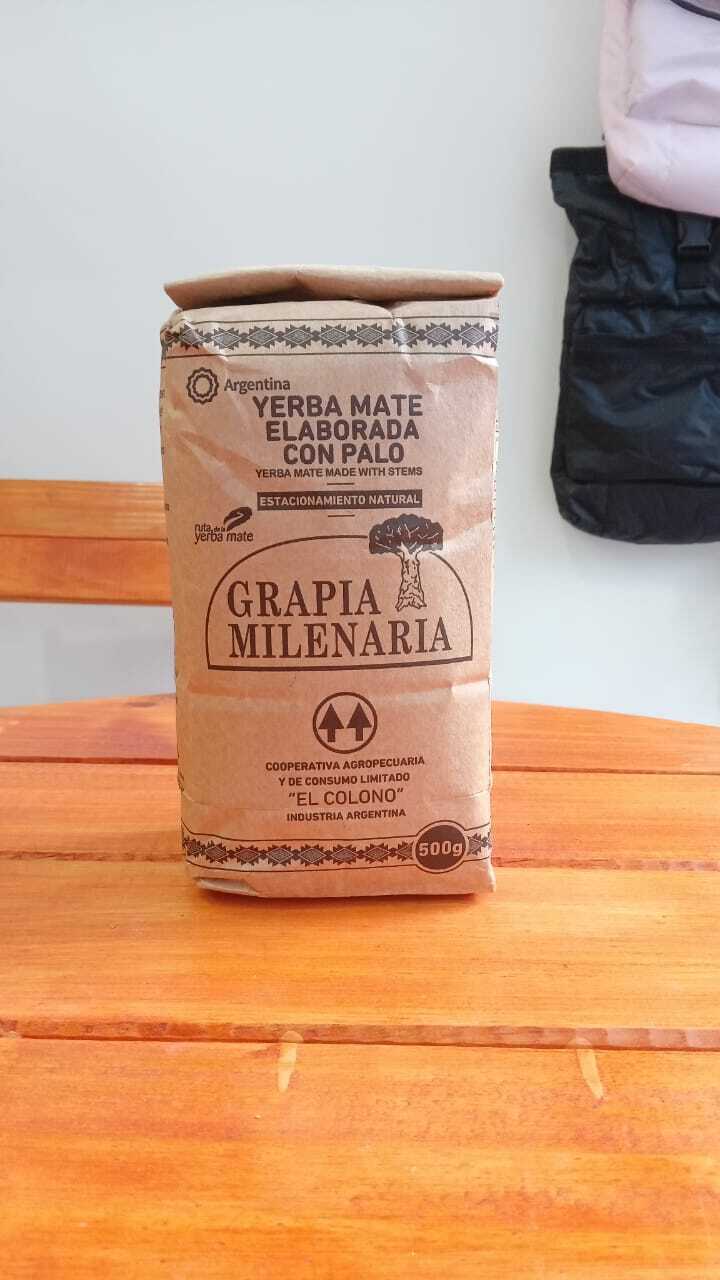 Argentina
YERBA MATE
ELABORADA
CON PALO
YERBA MATE MADE WITH STEMS
ESTACIONAMIENTO NATURAL
ruta de la
yerba mate
GRAPIA
MILENARIA
COOPERATIVA AGROPECUARIA
Y DE CONSUMO LIMITADO
"EL COLONO"
INDUSTRIA ARGENTINA
500g